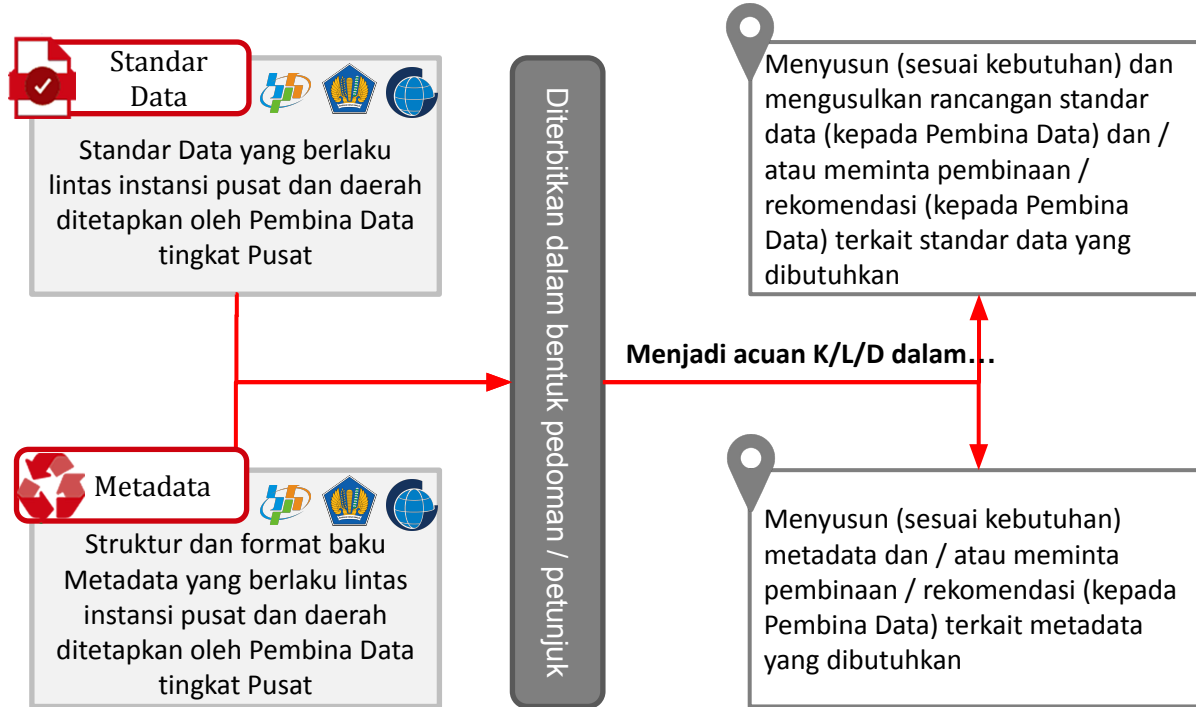 Standar
Data
Standar Data yang berlaku
lintas instansi pusat dan daerah
ditetapkan oleh Pembina Data
tingkat Pusat
Metadata
Struktur dan format baku
Metadata yang berlaku lintas
instansi pusat dan daerah
ditetapkan oleh Pembina Data
tingkat Pusat
Diterbitkan dalam bentuk pedoman / petunjuk
Menjadi acuan K/L/D dalam...
Menyusun (sesuai kebutuhan) dan
mengusulkan rancangan standar
data (kepada Pembina Data) dan /
atau meminta pembinaan /
rekomendasi (kepada Pembina
Data) terkait standar data yang
dibutuhkan
Menyusun (sesuai kebutuhan)
metadata dan / atau meminta
pembinaan / rekomendasi (kepada
Pembina Data) terkait metadata
yang dibutuhkan